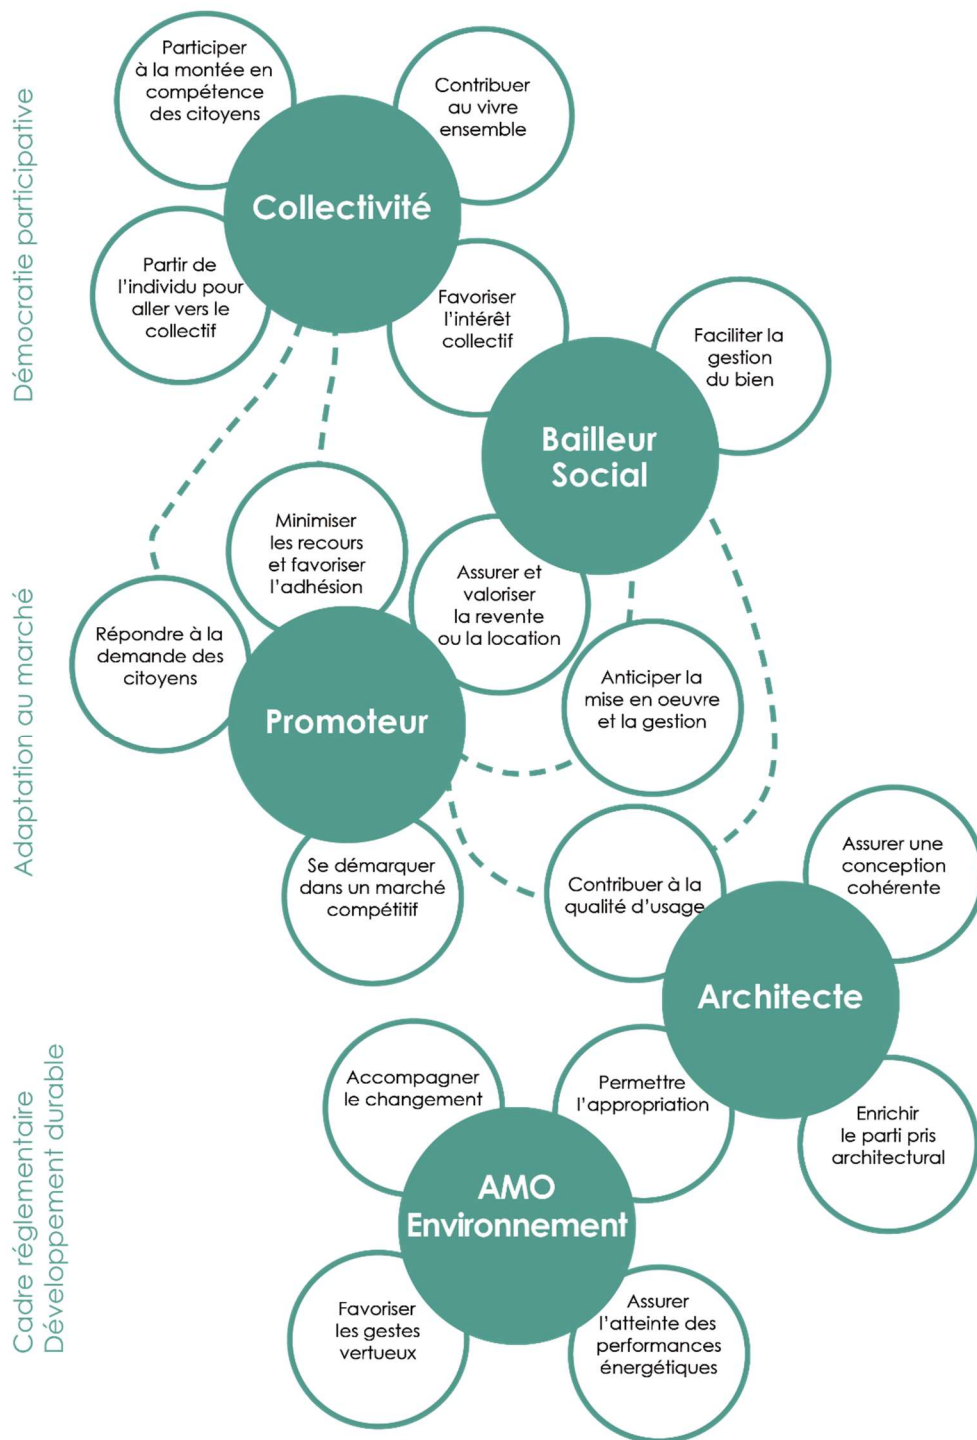 Démocratie participative
Participer
à la montée en
compétence
des citoyens
Contribuer
au vivre
ensemble
Collectivité
Partir de
l'individu pour
aller vers le
collectif
Favoriser
l'intérêt
collectif
Faciliter la
gestion
du bien
Bailleur
Social
Adaptation au marché
Minimiser
les recours
et favoriser
l'adhésion
Assurer et
valoriser
la revente
ou la location
Répondre à la
demande des
citoyens
Anticiper la
mise en oeuvre
et la gestion
Promoteur
Se démarquer
dans un marché
compétitif
Contribuer à la
qualité d'usage
Assurer une
conception
cohérente
Architecte
Cadre réglementaire
Développement durable
Accompagner
le changement
Permettre
l'appropriation
Enrichir
le parti pris
architectural
AMO
Environnement
Favoriser
les gestes
vertueux
Assurer
l'atteinte des
performances
énergétiques